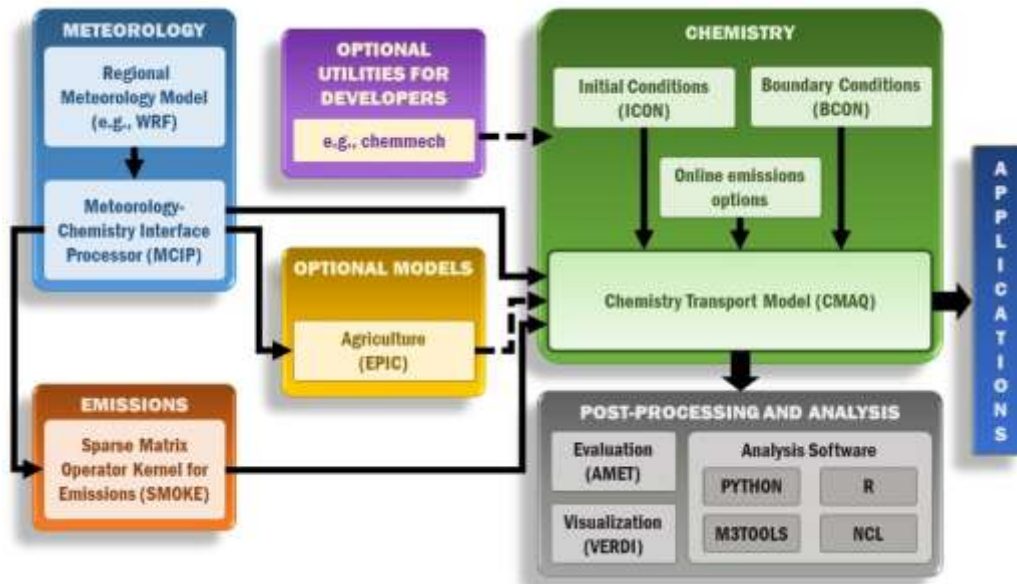 METEOROLOGY
Regional
Meteorology Model
(e.g., WRF)
Meteorology-
Chemistry Interface
Processor (MCIP)
OPTIONAL
UTILITIES FOR
DEVELOPERS
e.g., chemmech
OPTIONAL MODELS
Agriculture
(EPIC)
EMISSIONS
Sparse Matrix
Operator Kernel for
Emissions (SMOKE)
CHEMISTRY
Initial Conditions
(ICON)
Boundary Conditions
(BCON)
Online emissions
options
Chemistry Transport Model (CMAQ)
POST-PROCESSING AND ANALYSIS
Evaluation
(AMET)
Visualization
(VERDI)
Analysis Software
PYTHON
R
M3TOOLS
NCL
APPLICATIONS